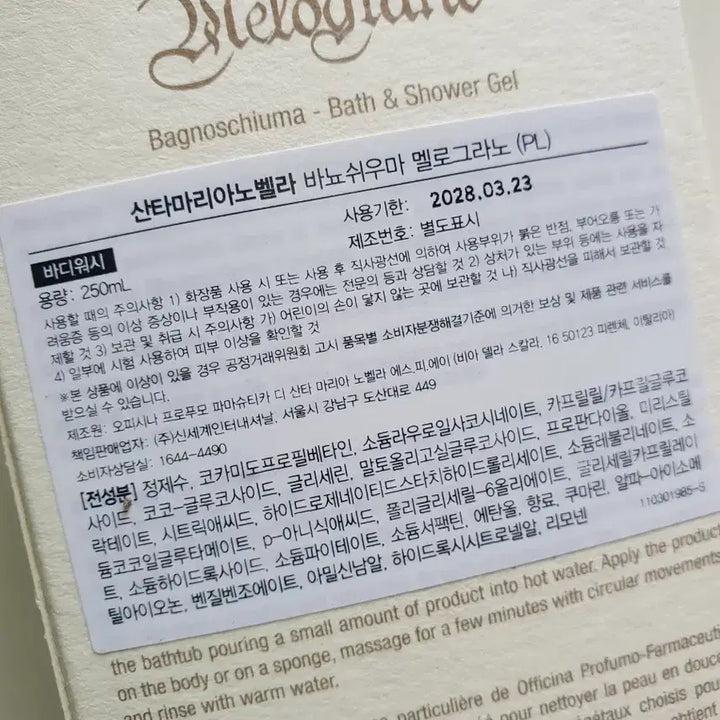 Melograno
Bagnoschiuma - Bath & Shower Gel
산타마리아노벨라 바뇨쉬우마 멜로그라노 (PL)
사용기한: 2028.03.23
제조번호: 별도표시
바디워시
용량: 250mL
사용할 때의 주의사항 1) 화장품 사용 시 또는 사용 후 직사광선에 의하여 사용부위가 붉은 반점, 부어오름 또는 가
려움증 등의 이상 증상이나 부작용이 있는 경우에는 전문의 등과 상담할 것 2) 상처가 있는 부위 등에는 사용을 자
제할 것 3) 보관 및 취급 시 주의사항 가) 어린이의 손이 닿지 않는 곳에 보관할 것 나) 직사광선을 피해서 보관할 것
4) 일부에 시험 사용하여 피부 이상을 확인할 것
※본 상품에 이상이 있을 경우 공정거래위원회 고시 품목별 소비자분쟁해결기준에 의거한 보상 및 제품 관련 서비스를
받으실 수 있습니다.
제조원: 오피시나 프로푸모 파마슈티카 디 산타 마리아 노벨라 에스.피.에이 (비아 델라 스칼라, 16 50123 피렌체, 이탈리아)
책임판매업자: (주)신세계인터내셔날, 서울시 강남구 도산대로 449
소비자상담실: 1644-4490
[전성분] 정제수, 코카미도프로필베타인, 소듐라우로일사코시네이트, 카프릴릴/카프릴글루코
사이드, 코코-글루코사이드, 글리세린, 말토올리고실글루코사이드, 프로판다이올, 미리스틸
락테이트, 시트릭애씨드, 하이드로제네이티드스타치하이드롤리세이트, 소듐레불리네이트, 소
듐코코일글루타메이트, p-아니식애씨드, 폴리글리세릴-6올리에이트, 글리세릴카프릴레이
트, 소듐하이드록사이드, 소듐파이테이트, 소듐서팩틴, 에탄올, 향료, 쿠마린, 알파-아이소메
틸아이오논, 벤질벤조에이트, 아밀신남알, 하이드록시시트로넬알, 리모넨
110301985-S
the bathtub pouring a small amount of product into hot water. Apply the product
on the body or on a sponge, massage for a few minutes with circular movements
and rinse with warm water.
particulière de Officina Profumo-Farmaceuti
pour nettoyer la peau en douce
végétaux choisis pou